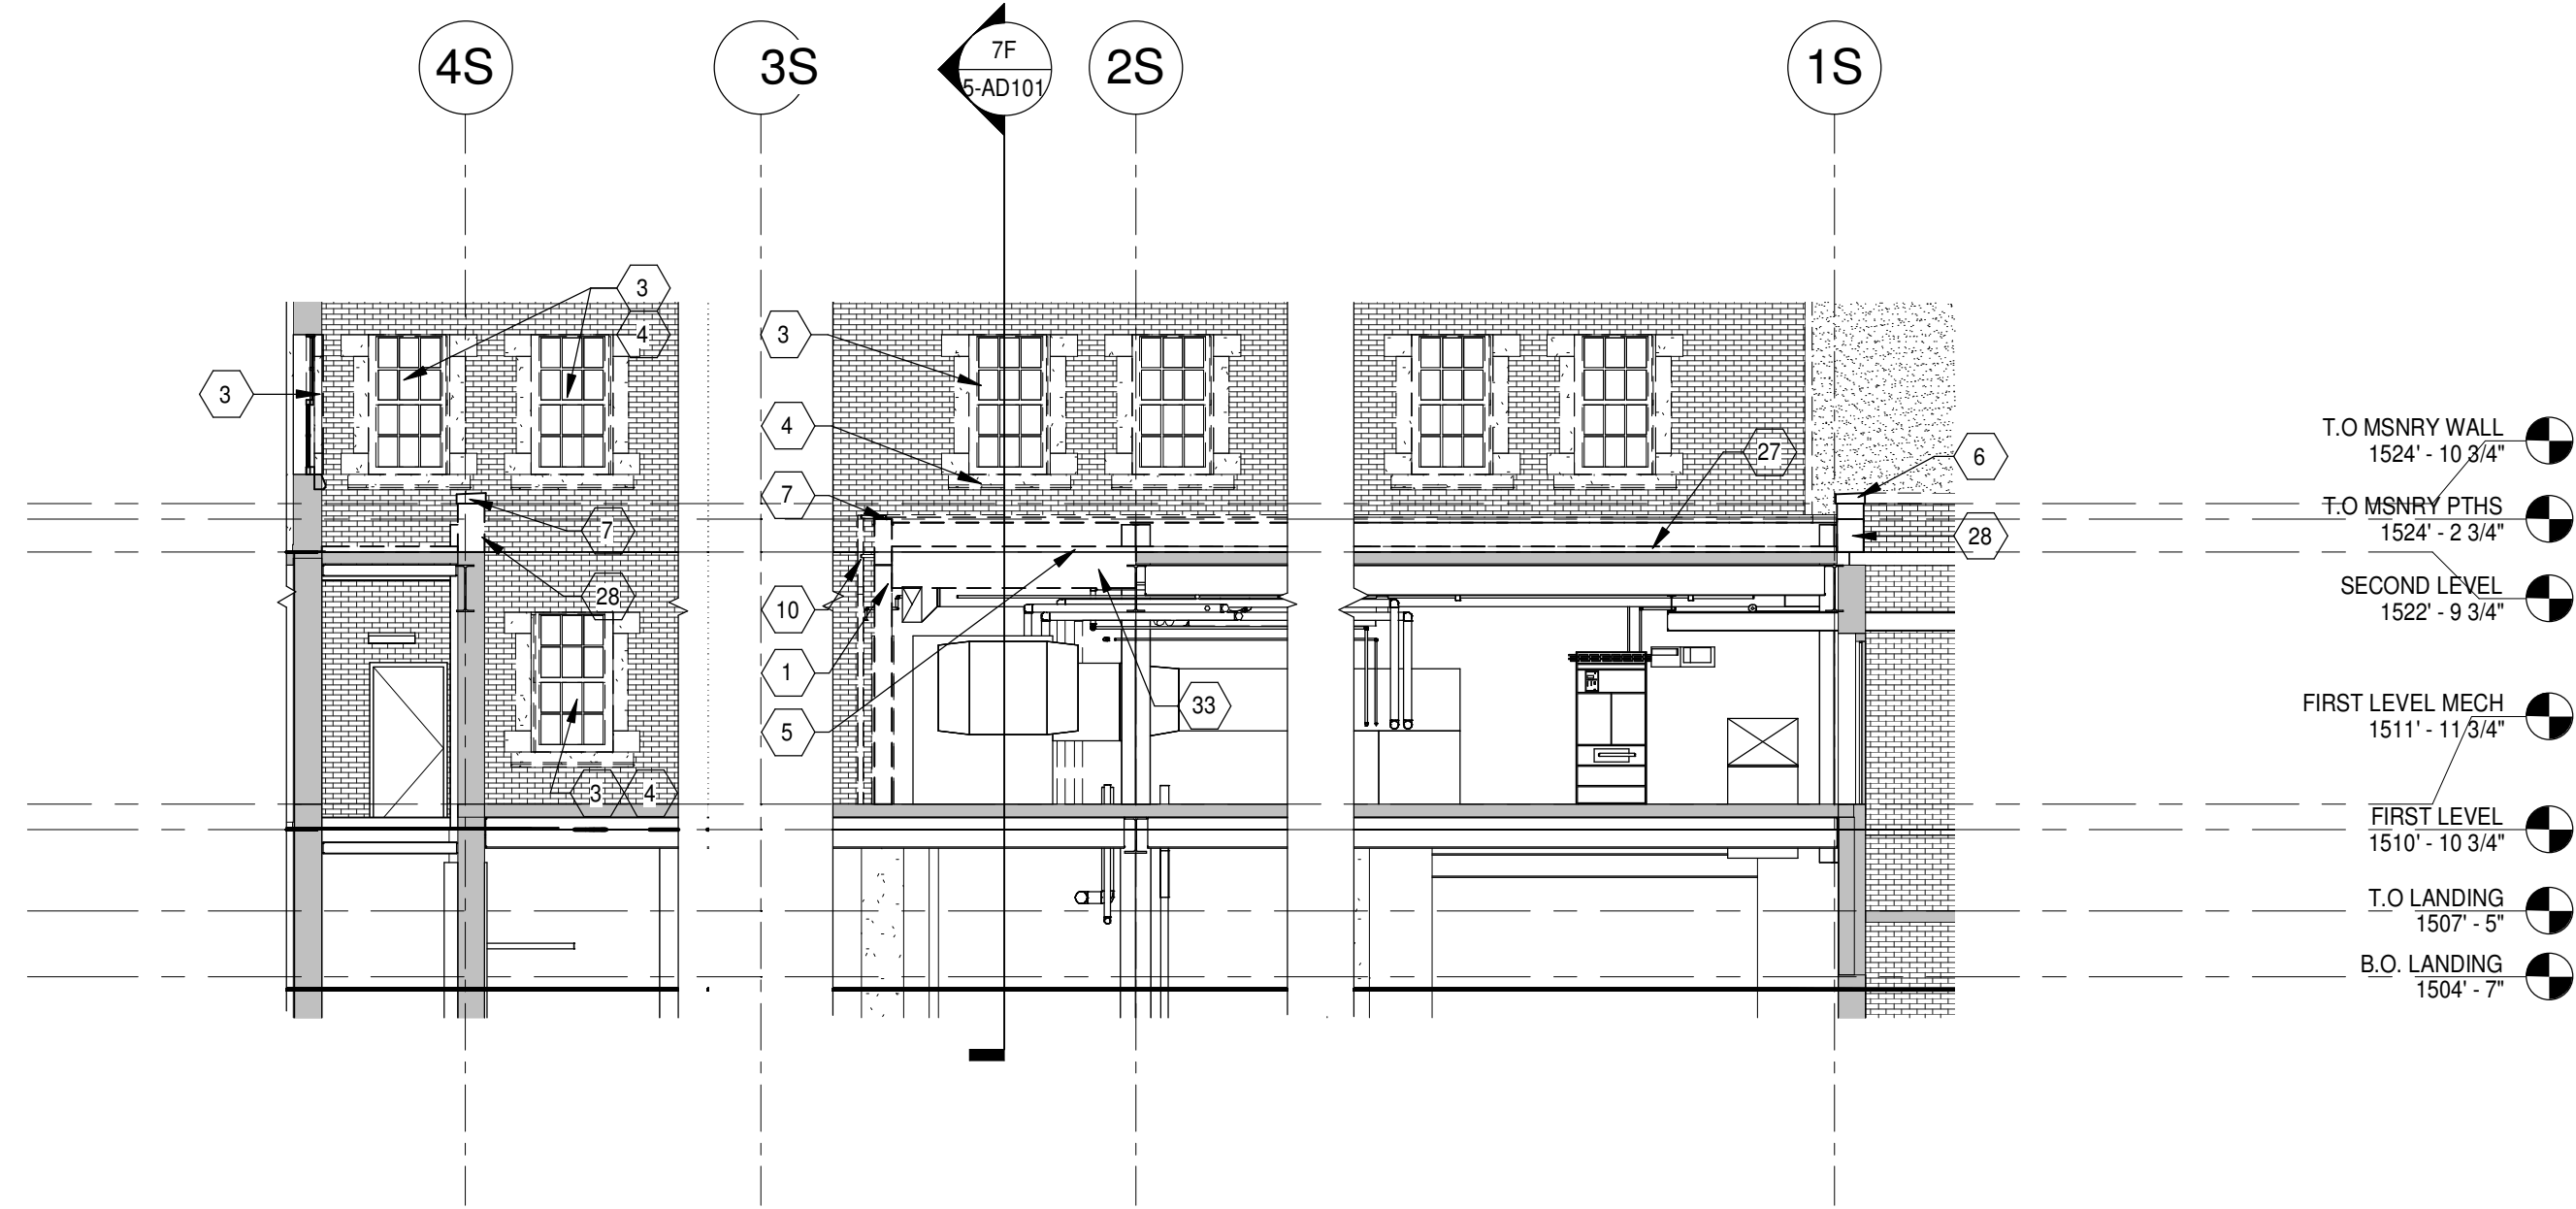 4S
3S
7F
5-AD101
2S
1S
3
4
3
3
4
7
27
6
7
28
28
10
1
5
33
3
4
T.O MSNRY WALL
1524' - 10 3/4"
T.O MSNRY PTHS
1524' - 2 3/4"
SECOND LEVEL
1522' - 9 3/4"
FIRST LEVEL MECH
1511' - 11 3/4"
FIRST LEVEL
1510' - 10 3/4"
T.O LANDING
1507' - 5"
B.O. LANDING
1504' - 7"